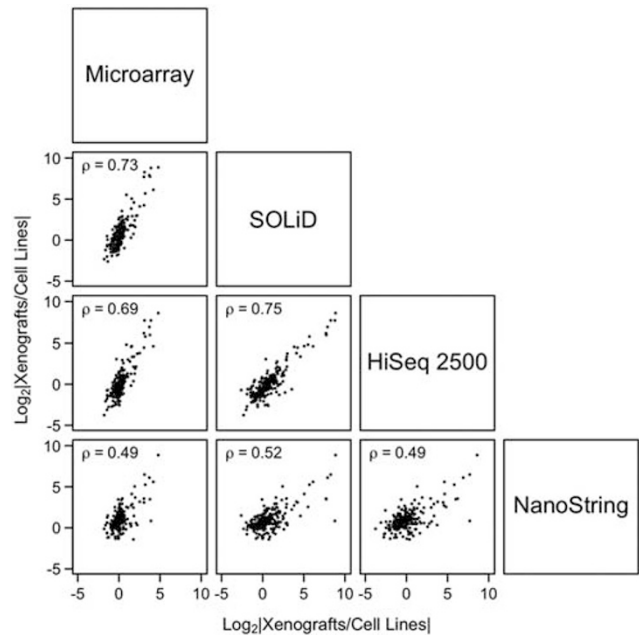 Microarray
10
5
0
-5
ρ = 0.73
SOLiD
Log2|Xenografts/Cell Lines|
10
5
0
-5
ρ = 0.69
ρ = 0.75
HiSeq 2500
10
5
0
-5
ρ = 0.49
ρ = 0.52
ρ = 0.49
NanoString
-5 0 5 10 -5 0 5 10 -5 0 5 10
Log2|Xenografts/Cell Lines|